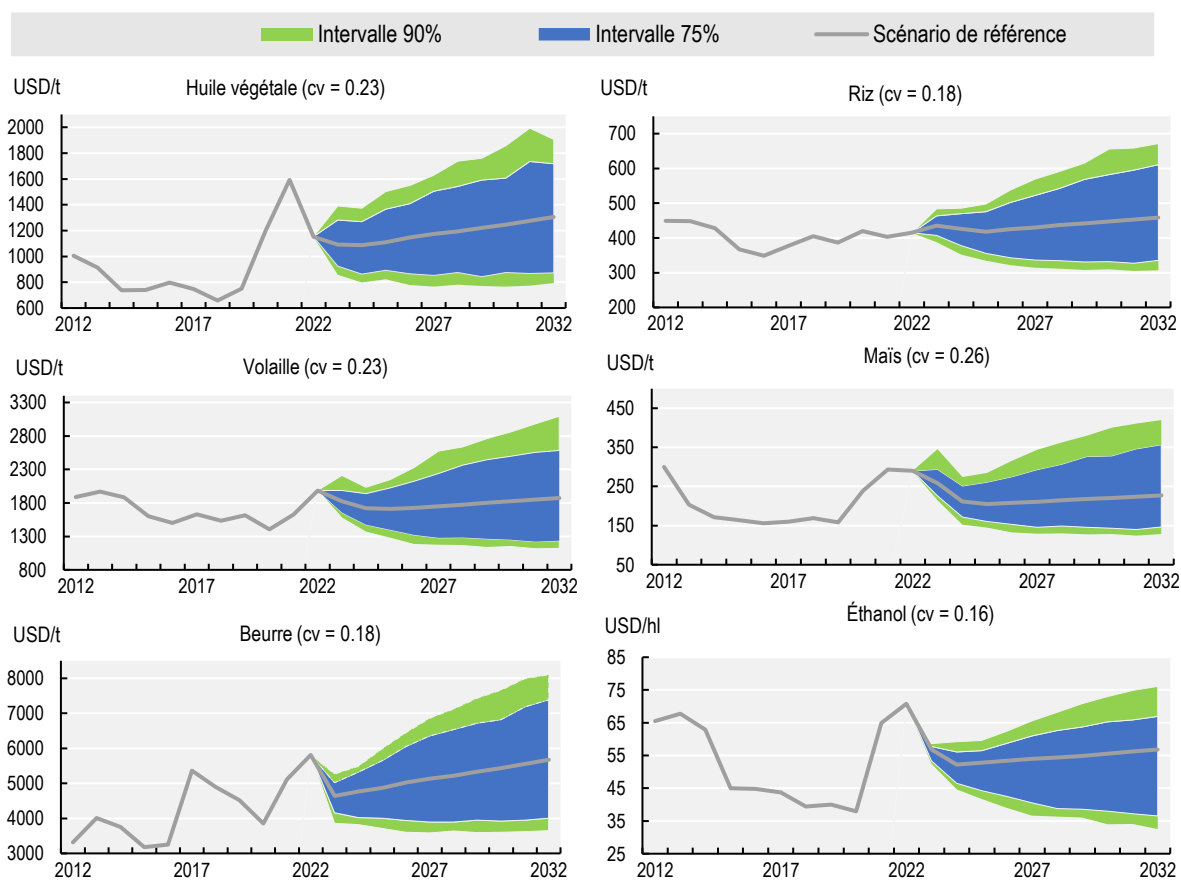 Intervalle 90% Intervalle 75% Scénario de référence
USD/t
Huile végétale (cv = 0.23)
2000
1800
1600
1400
1200
1000
800
600
2012 2017 2022 2027 2032
USD/t
Riz (cv = 0.18)
700
600
500
400
300
200
2012 2017 2022 2027 2032
USD/t
Volaille (cv = 0.23)
3300
2800
2300
1800
1300
800
2012 2017 2022 2027 2032
USD/t
Maïs (cv = 0.26)
450
350
250
150
50
2012 2017 2022 2027 2032
USD/t
Beurre (cv = 0.18)
8000
7000
6000
5000
4000
3000
2012 2017 2022 2027 2032
USD/hl
Éthanol (cv = 0.16)
85
75
65
55
45
35
25
2012 2017 2022 2027 2032